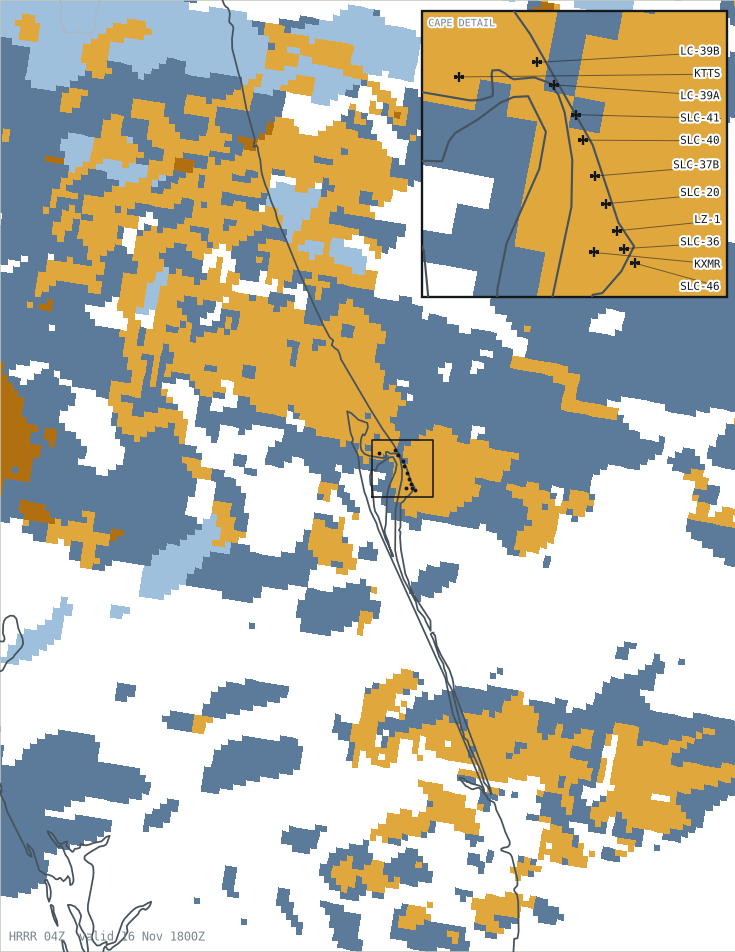 CAPE DETAIL
LC-39B
KTTS
LC-39A
SLC-41
SLC-40
SLC-37B
SLC-20
LZ-1
SLC-36
KXMR
SLC-46
HRRR 04Z valid 16 Nov 1800Z